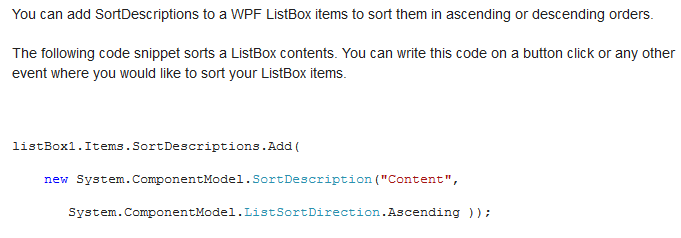 You can add SortDescriptions to a WPF ListBox items to sort them in ascending or descending orders.
The following code snippet sorts a ListBox contents. You can write this code on a button click or any other
event where you would like to sort your ListBox items.
listBox1.Items.SortDescriptions.Add(
new System.ComponentModel.SortDescription("Content",
System.ComponentModel.ListSortDirection.Ascending ));